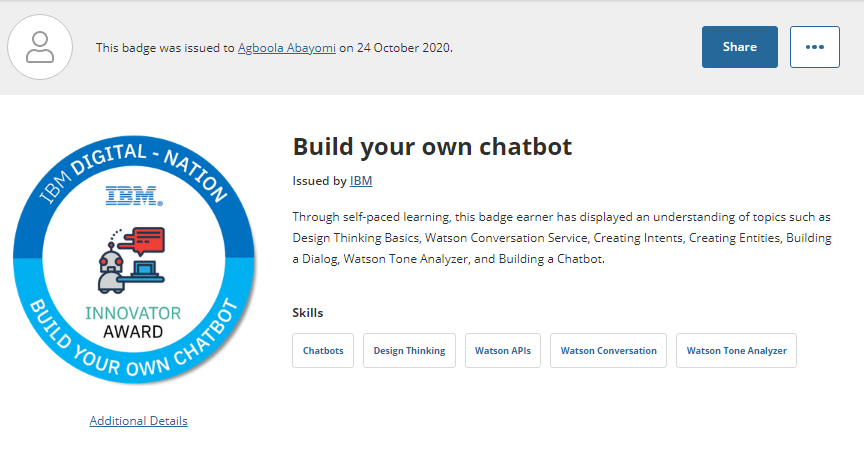 This badge was issued to Agboola Abayomi on 24 October 2020.
Share
IBM DIGITAL - NATION
IBM®
INNOVATOR
AWARD
BUILD YOUR OWN CHATBOT
Additional Details
Build your own chatbot
Issued by IBM
Through self-paced learning, this badge earner has displayed an understanding of topics such as
Design Thinking Basics, Watson Conversation Service, Creating Intents, Creating Entities, Building
a Dialog, Watson Tone Analyzer, and Building a Chatbot.
Skills
Chatbots
Design Thinking
Watson APIs
Watson Conversation
Watson Tone Analyzer